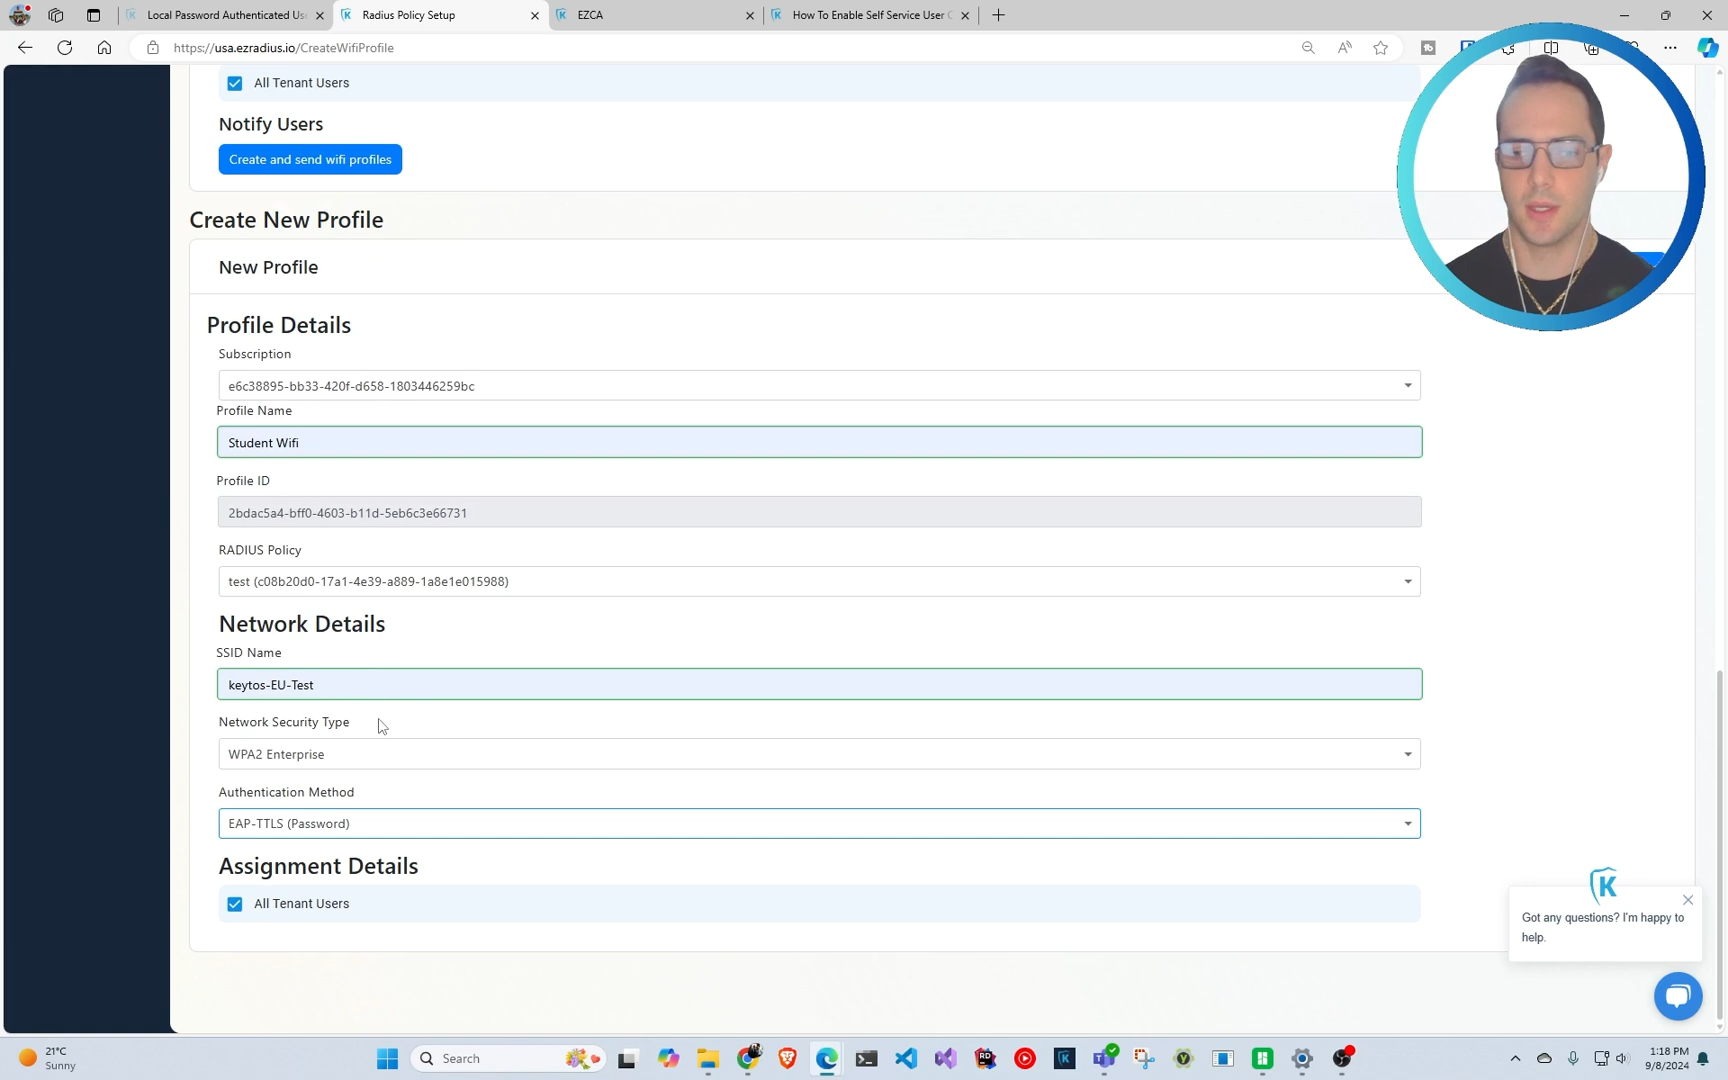 Local Password Authenticated Us
Radius Policy Setup
EZCA
How To Enable Self Service User C
https://usa.ezradius.io/CreateWifiProfile
All Tenant Users
Notify Users
Create and send wifi profiles
Create New Profile
New Profile
Profile Details
Subscription
e6c38895-bb33-420f-d658-1803446259bc
Profile Name
Student Wifi
Profile ID
2bdac5a4-bff0-4603-b11d-5eb6c3e66731
RADIUS Policy
test (c08b20d0-17a1-4e39-a889-1a8e1e015988)
Network Details
SSID Name
keytos-EU-Test
Network Security Type
WPA2 Enterprise
Authentication Method
EAP-TTLS (Password)
Assignment Details
All Tenant Users
K
Got any questions? I'm happy to
help.
21°C
Sunny
Search
1:18 PM
9/8/2024